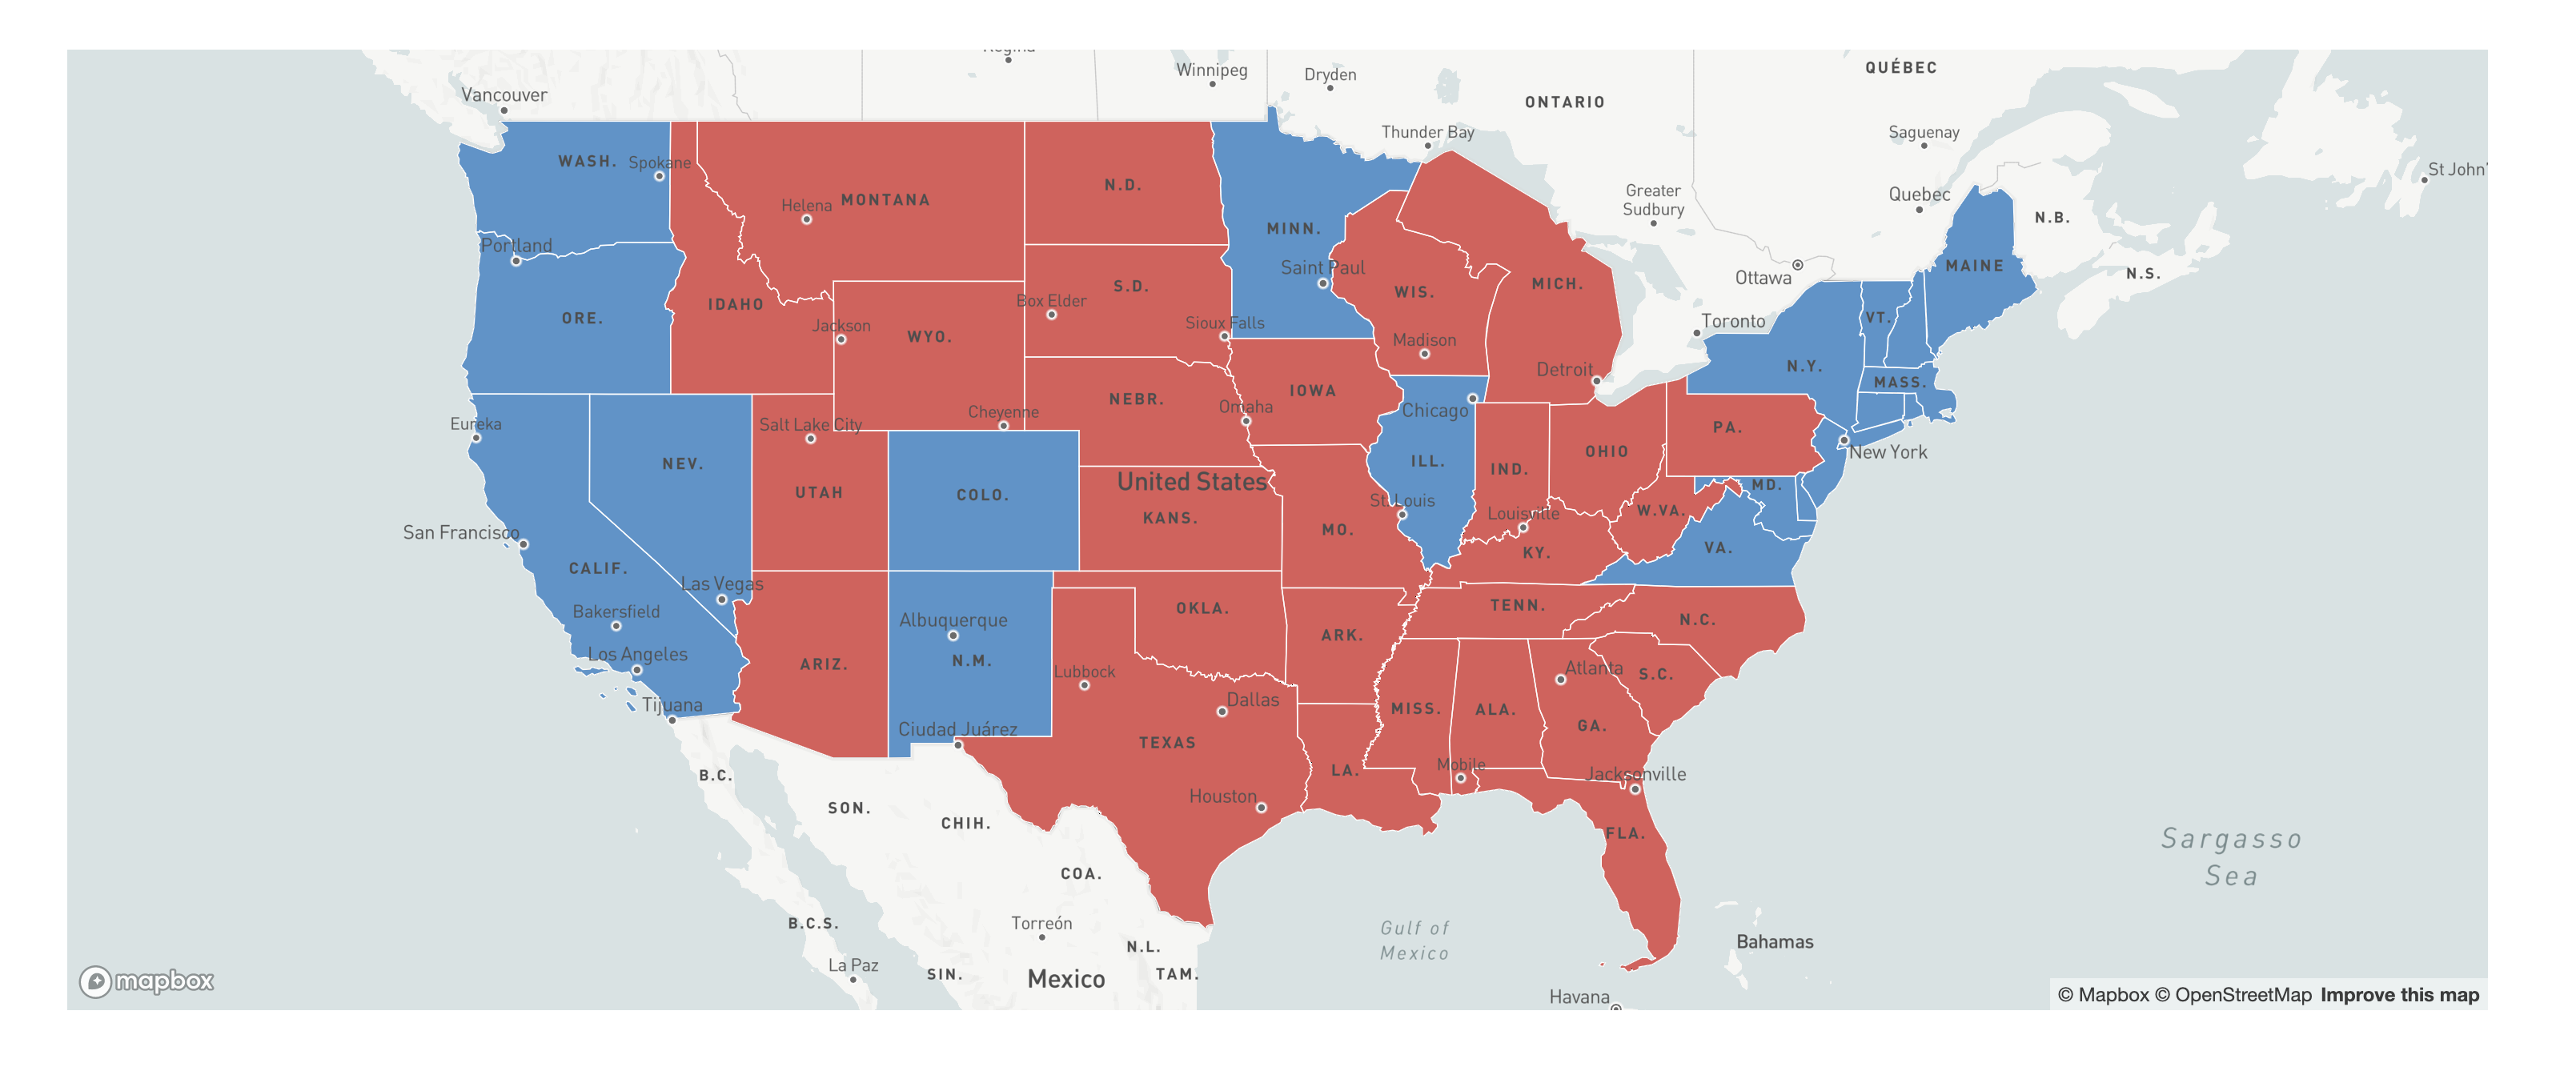 Regina
Winnipeg
Dryden
QUÉBEC
Vancouver
ONTARIO
Thunder Bay
Saguenay
WASH.
Spokane
St John'
N.D.
Greater
Sudbury
Quebec
MONTANA
Helena
N.B.
MINN.
Portland
Saint Paul
Ottawa
MAINE
N.S.
S.D.
WIS.
MICH.
IDAHO
Box Elder
ORE.
Jackson
WYO.
Sioux Falls
Madison
Toronto
VT.
N.Y.
Detroit
MASS.
NEBR.
IOWA
Omaha
Chicago
Cheyenne
Eureka
Salt Lake City
PA.
OHIO
New York
NEV.
ILL.
IND.
UTAH
COLO.
United States
MD.
St. Louis
KANS.
Louisville
W.VA.
San Francisco
MO.
KY.
VA.
CALIF.
Las Vegas
Bakersfield
OKLA.
TENN.
Albuquerque
N.C.
ARK.
Los Angeles
ARIZ.
N.M.
Lubbock
Atlanta
S.C.
Tijuana
Dallas
MISS.
ALA.
GA.
Ciudad Juárez
TEXAS
B.C.
LA.
Mobile
Jacksonville
SON.
Houston
CHIH.
FLA.
Sargasso
Sea
COA.
B.C.S.
Torreón
Gulf of
Mexico
Bahamas
N.L.
La Paz
SIN.
Mexico
TAM.
mapbox
Havana
© Mapbox © OpenStreetMap Improve this map